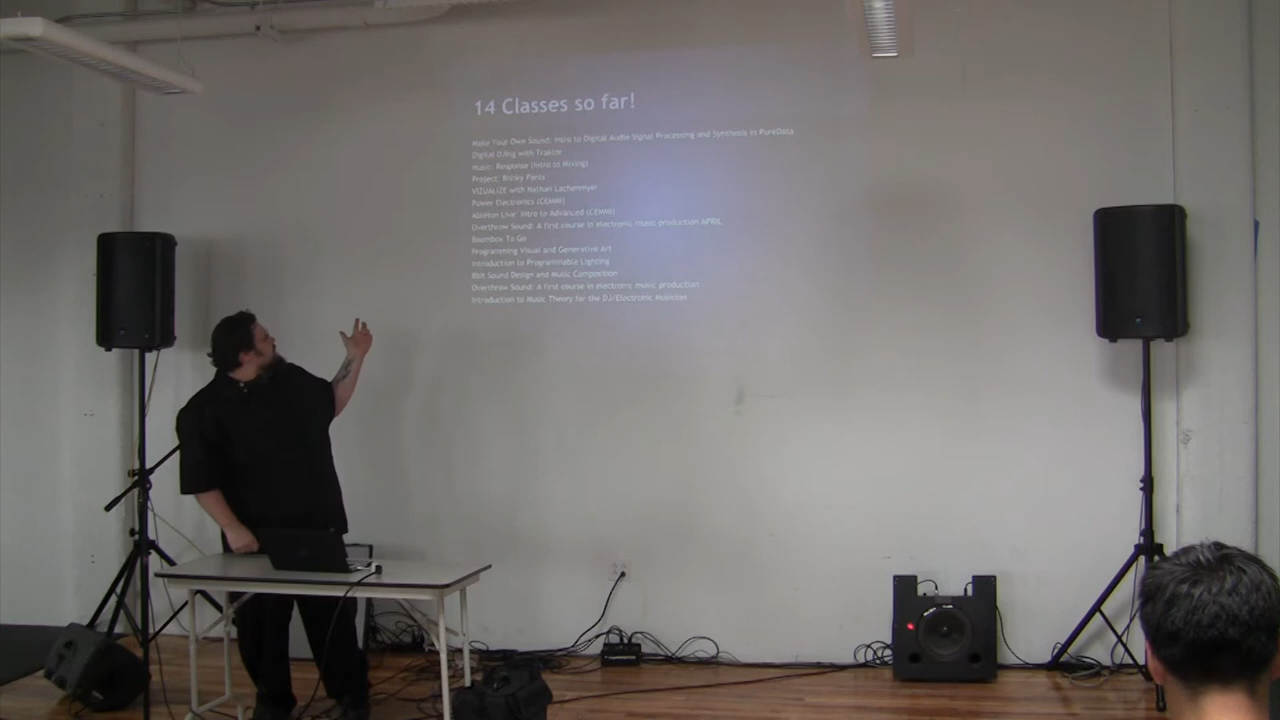 14 Classes so far!
Make Your Own Sound: Intro to Digital Audio Signal Processing and Synthesis in PureData
Digital DJing with Traktor
Music: Response (Intro to Mixing)
Project: Blinky Pants
VIZUALIZE with Nathan Lachenmyer
Power Electronics (CEMMI)
Ableton Live: Intro to Advanced (CEMMI)
Overthrow Sound: A first course in electronic music production APRIL
Boombox To Go
Programming Visual and Generative Art
Introduction to Programmable Lighting
8bit Sound Design and Music Composition
Overthrow Sound: A first course in electronic music production
Introduction to Music Theory for the DJ/Electronic Musician